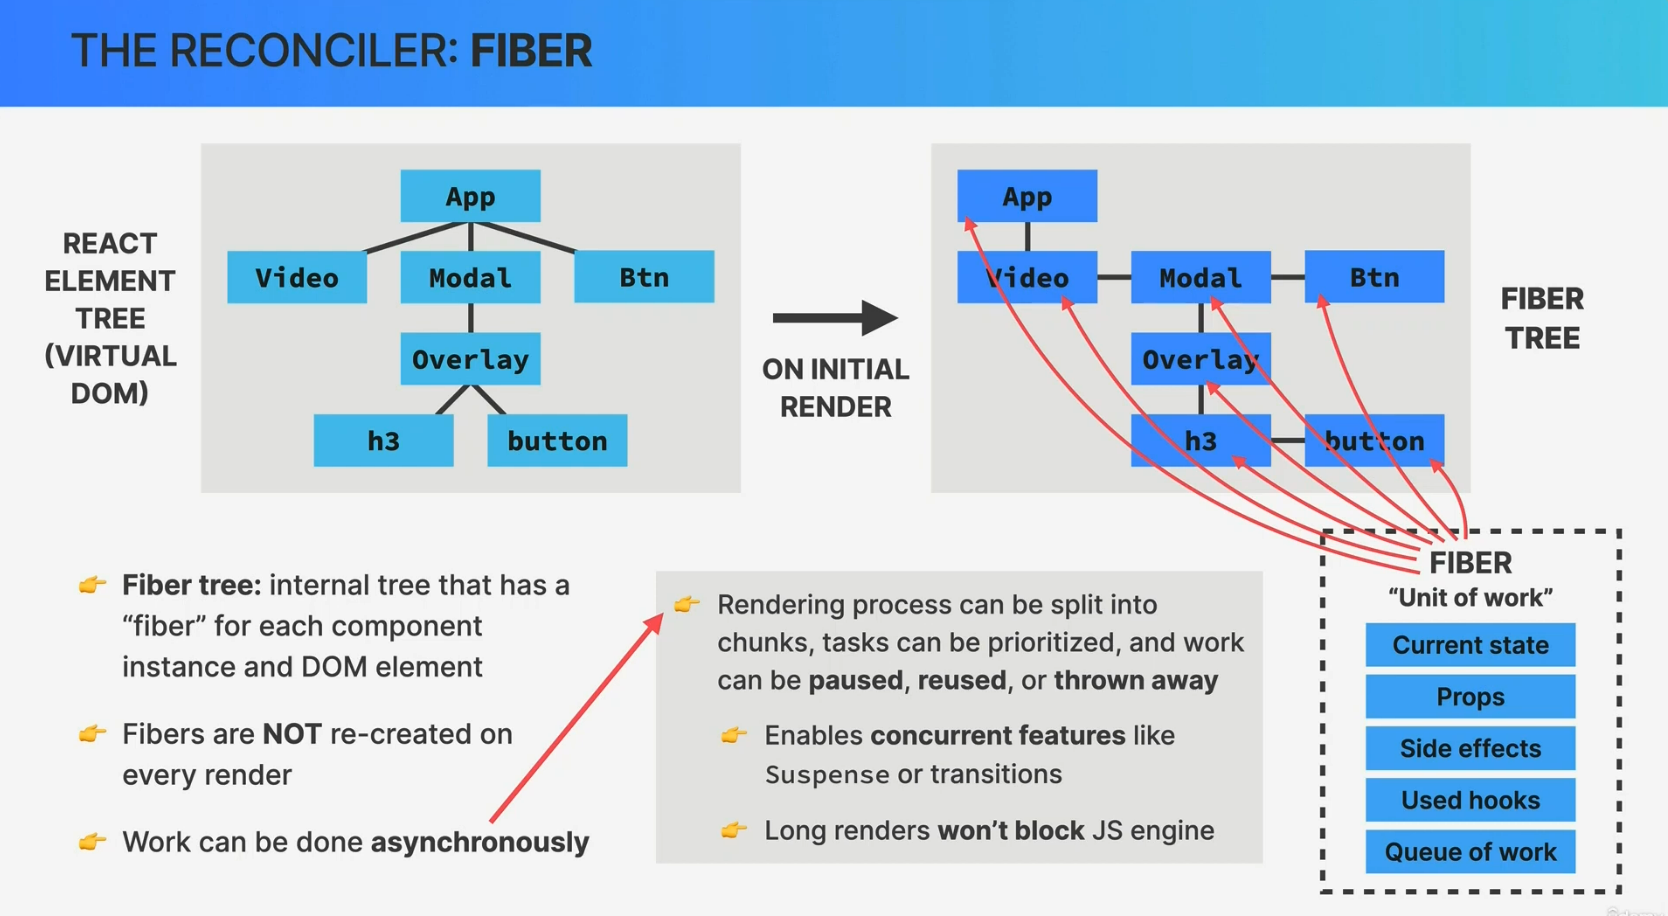 THE RECONCILER: FIBER
REACT
ELEMENT
TREE
(VIRTUAL
DOM)
App
Video
Modal
Btn
Overlay
h3
button
ON INITIAL
RENDER
App
Video
Modal
Btn
Overlay
h3
button
FIBER
TREE
Fiber tree: internal tree that has a
“fiber” for each component
instance and DOM element
Fibers are NOT re-created on
every render
Work can be done asynchronously
Rendering process can be split into
chunks, tasks can be prioritized, and work
can be paused, reused, or thrown away
Enables concurrent features like
Suspense or transitions
Long renders won’t block JS engine
FIBER
“Unit of work”
Current state
Props
Side effects
Used hooks
Queue of work